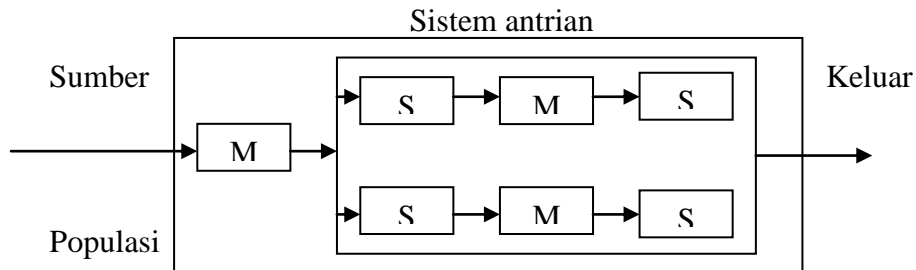 Sistem antrian
Sumber
Keluar
S M S
M
S M S
Populasi